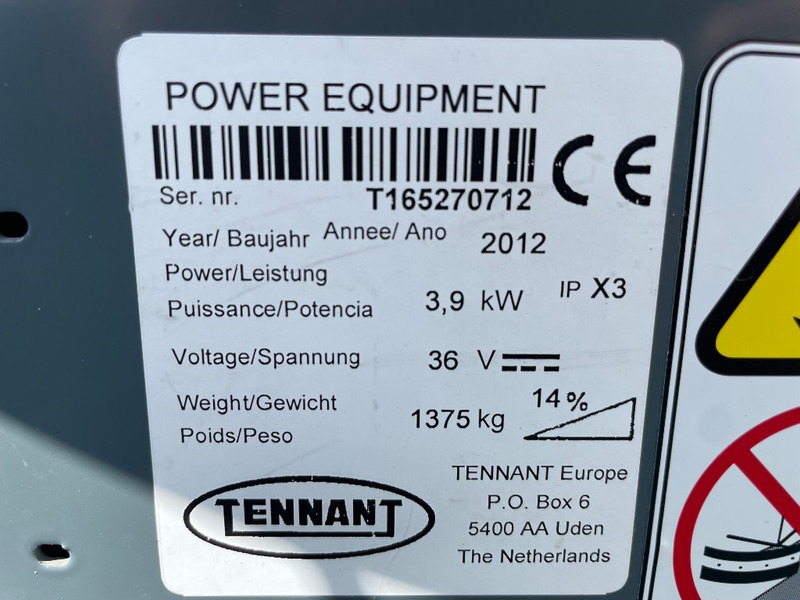 POWER EQUIPMENT
CE
Ser. nr. T165270712
Year/ Baujahr Annee/ Ano 2012
Power/Leistung
Puissance/Potencia 3,9 kW IP X3
Voltage/Spannung 36 V
Weight/Gewicht
Poids/Peso 1375 kg 14%
TENNANT
TENNANT Europe
P.O. Box 6
5400 AA Uden
The Netherlands